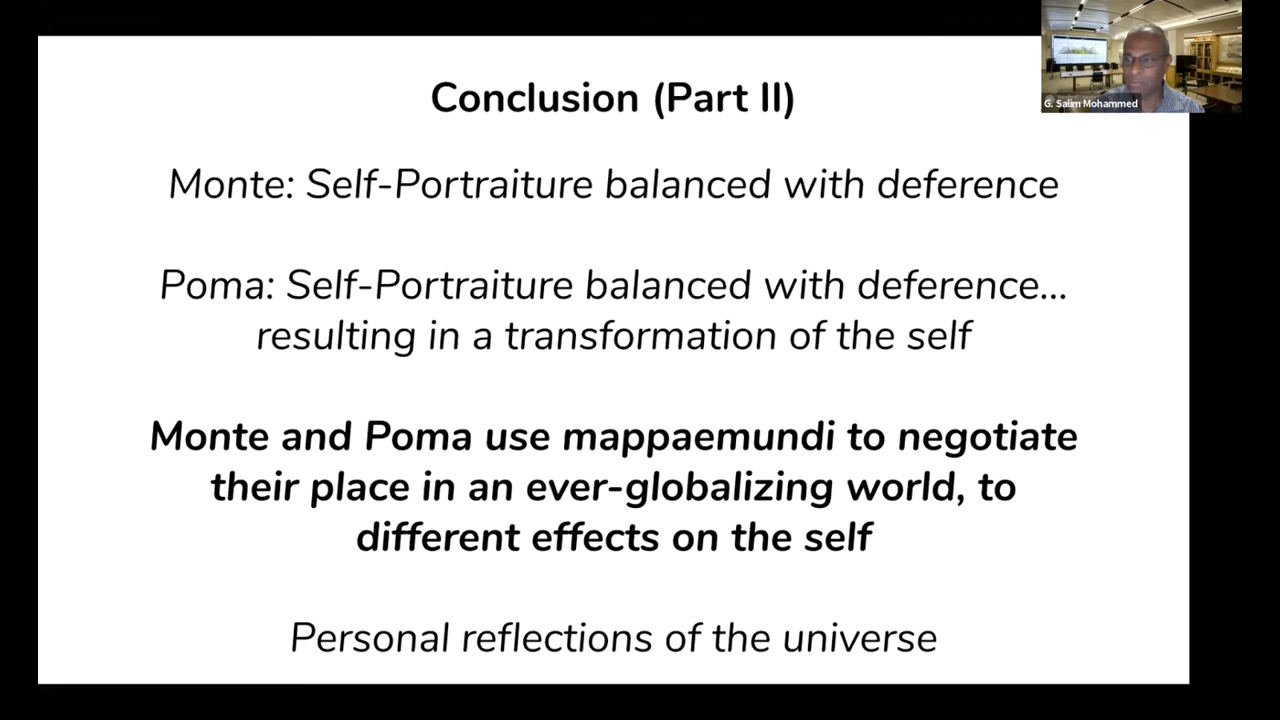 Conclusion (Part II)
G. Salim Mohammed
Monte: Self-Portraiture balanced with deference
Poma: Self-Portraiture balanced with deference...
resulting in a transformation of the self
Monte and Poma use mappaemundi to negotiate
their place in an ever-globalizing world, to
different effects on the self
Personal reflections of the universe